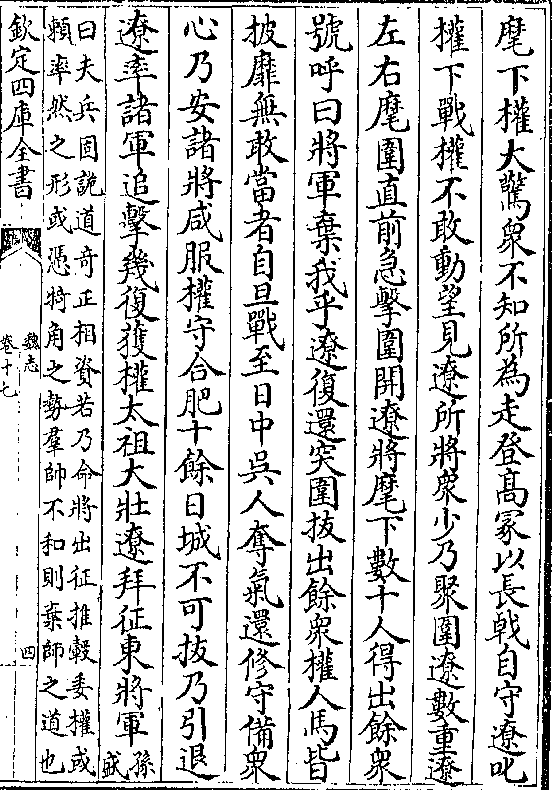 麾下權大驚衆不知所為走登髙冢以長戟自守遼叱
權下戰權不敢動望見遼所將衆少乃聚圍遼數重遼
左右麾圍直前急擊圍開遼將麾下數十人得出餘衆
號呼曰將軍棄我乎遼復還突圍拔出餘衆權人馬皆
披靡無敢當者自旦戰至日中吳人奪氣還修守備衆
心乃安諸將咸服權守合肥十餘日城不可拔乃引退
遼率諸軍追擊幾復獲權太祖大壯遼拜征東將軍
孫
盛
曰夫兵固詭道奇正相資若乃命將出征推轂委權或
賴率然之形或憑犄角之勢羣師不和則棄師之道也
欽定四庫全書
魏志
卷十七
四